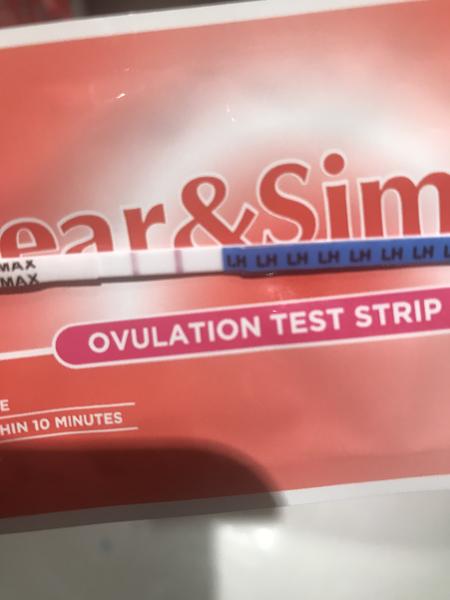 ear&Sim
MAX
MAX
LH LH LH LH LH LH LH L
OVULATION TEST STRIP
E
HIN 10 MINUTES